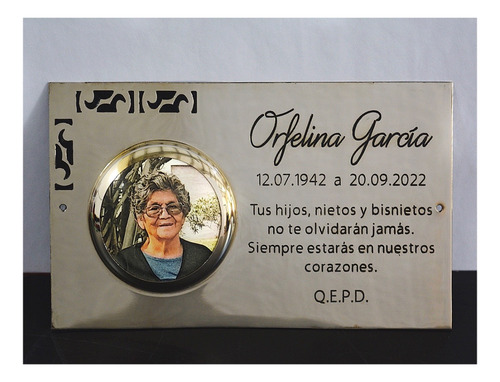 Orfelina García
12.07.1942 a 20.09.2022
Tus hijos, nietos y bisnietos
no te olvidarán jamás.
Siempre estarás en nuestros
corazones.
Q.E.P.D.